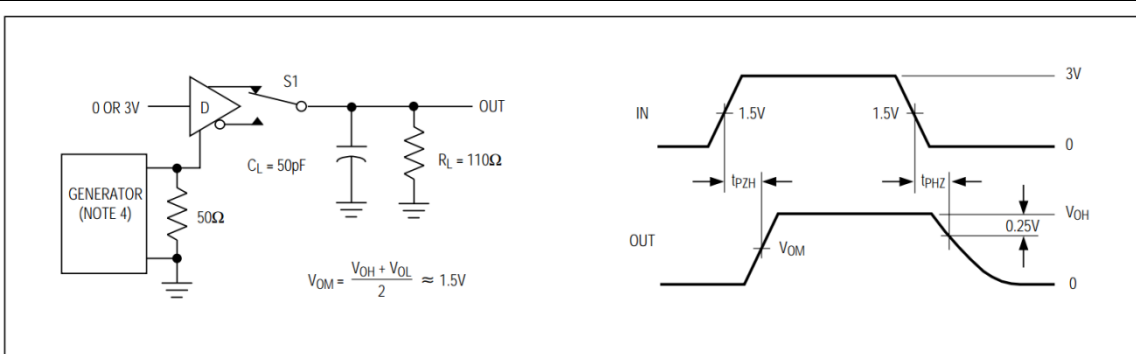 S1
0 OR 3V
D
OUT
C_L = 50pF
R_L = 110Ω
GENERATOR
(NOTE 4)
50Ω
V_OM = (V_OH + V_OL) / 2 ≈ 1.5V
3V
IN
1.5V
1.5V
0
t_PZH
t_PHZ
V_OH
0.25V
OUT
V_OM
0